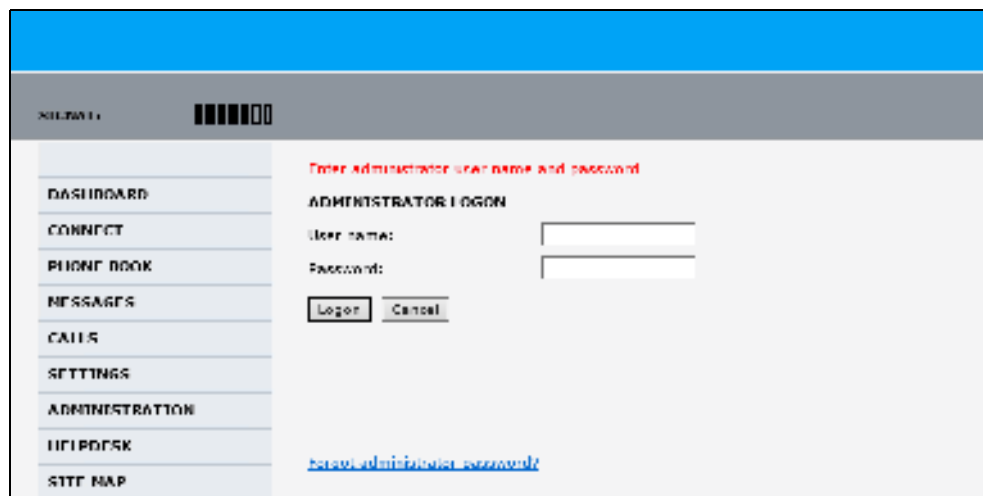 SIGNAL:
Enter administrator user name and password
DASHBOARD
ADMINISTRATOR LOGON
CONNECT
User name:
PHONE BOOK
Password:
MESSAGES
Logon Cancel
CALLS
SETTINGS
ADMINISTRATION
HELPDESK
Forgot administrator password?
SITE MAP